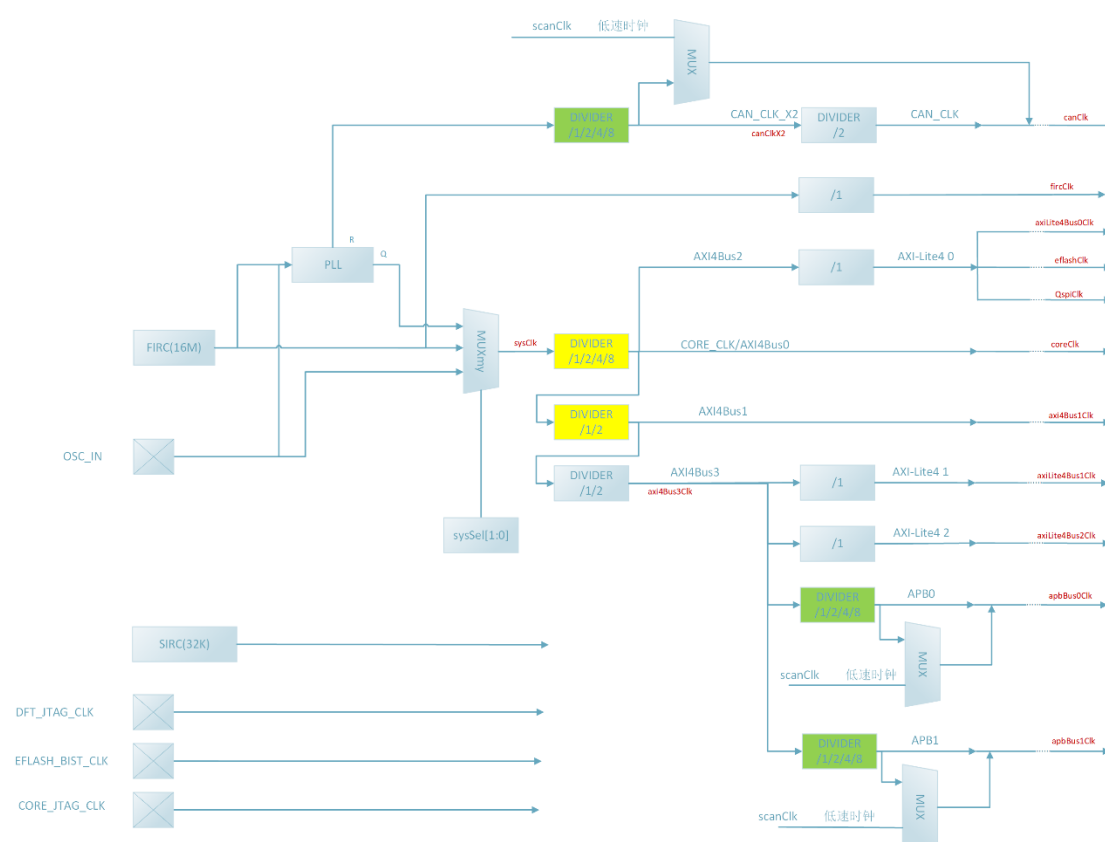 scanClk 低速时钟
MUX
DIVIDER
/1/2/4/8
CAN_CLK_X2
canClkX2
DIVIDER
/2
CAN_CLK
canClk
/1
fircClk
R
PLL
Q
AXI4Bus2
/1
AXI-Lite4 0
axiLite4Bus0Clk
eflashClk
QspiClk
FIRC(16M)
MUXmy
sysClk
DIVIDER
/1/2/4/8
CORE_CLK/AXI4Bus0
coreClk
DIVIDER
/1/2
AXI4Bus1
axi4Bus1Clk
OSC_IN
DIVIDER
/1/2
AXI4Bus3
axi4Bus3Clk
/1
AXI-Lite4 1
axiLite4Bus1Clk
sysSel[1:0]
/1
AXI-Lite4 2
axiLite4Bus2Clk
DIVIDER
/1/2/4/8
APB0
apbBus0Clk
SIRC(32K)
MUX
scanClk 低速时钟
DFT_JTAG_CLK
DIVIDER
/1/2/4/8
APB1
apbBus1Clk
EFLASH_BIST_CLK
MUX
CORE_JTAG_CLK
scanClk 低速时钟